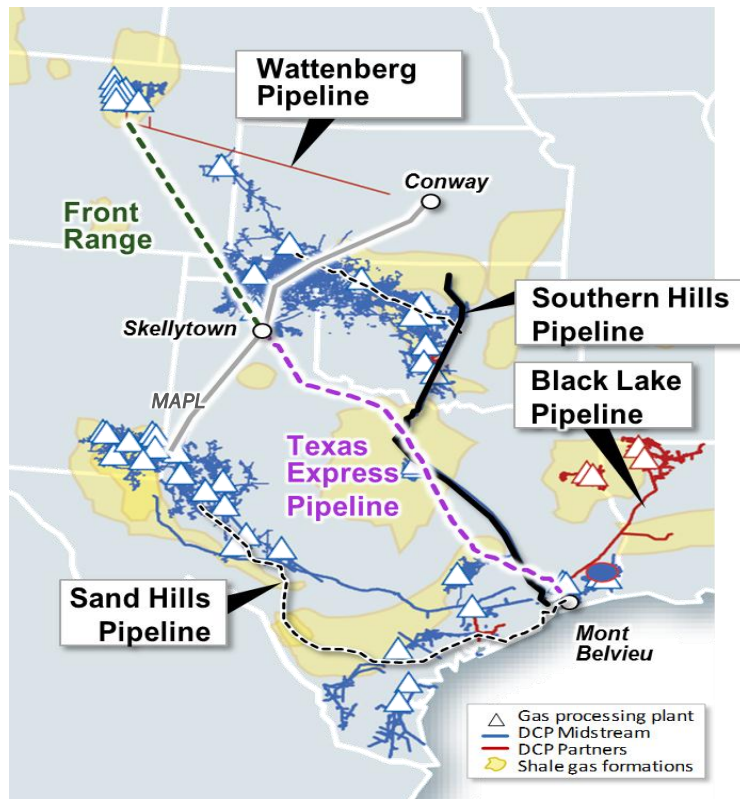 Wattenberg
Pipeline
Conway
Front
Range
Southern Hills
Pipeline
Skellytown
Black Lake
Pipeline
MAPL
Texas
Express
Pipeline
Sand Hills
Pipeline
Mont
Belvieu
Gas processing plant
DCP Midstream
DCP Partners
Shale gas formations